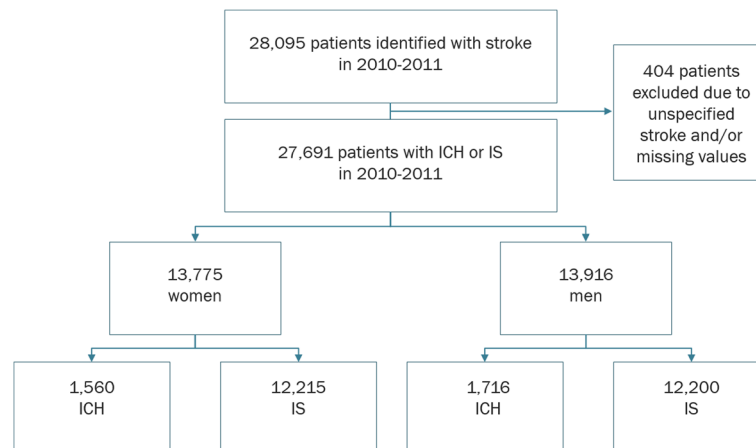 28,095 patients identified with stroke
in 2010-2011
404 patients
excluded due to
unspecified
stroke and/or
missing values
27,691 patients with ICH or IS
in 2010-2011
13,775
women
13,916
men
1,560
ICH
12,215
IS
1,716
ICH
12,200
IS